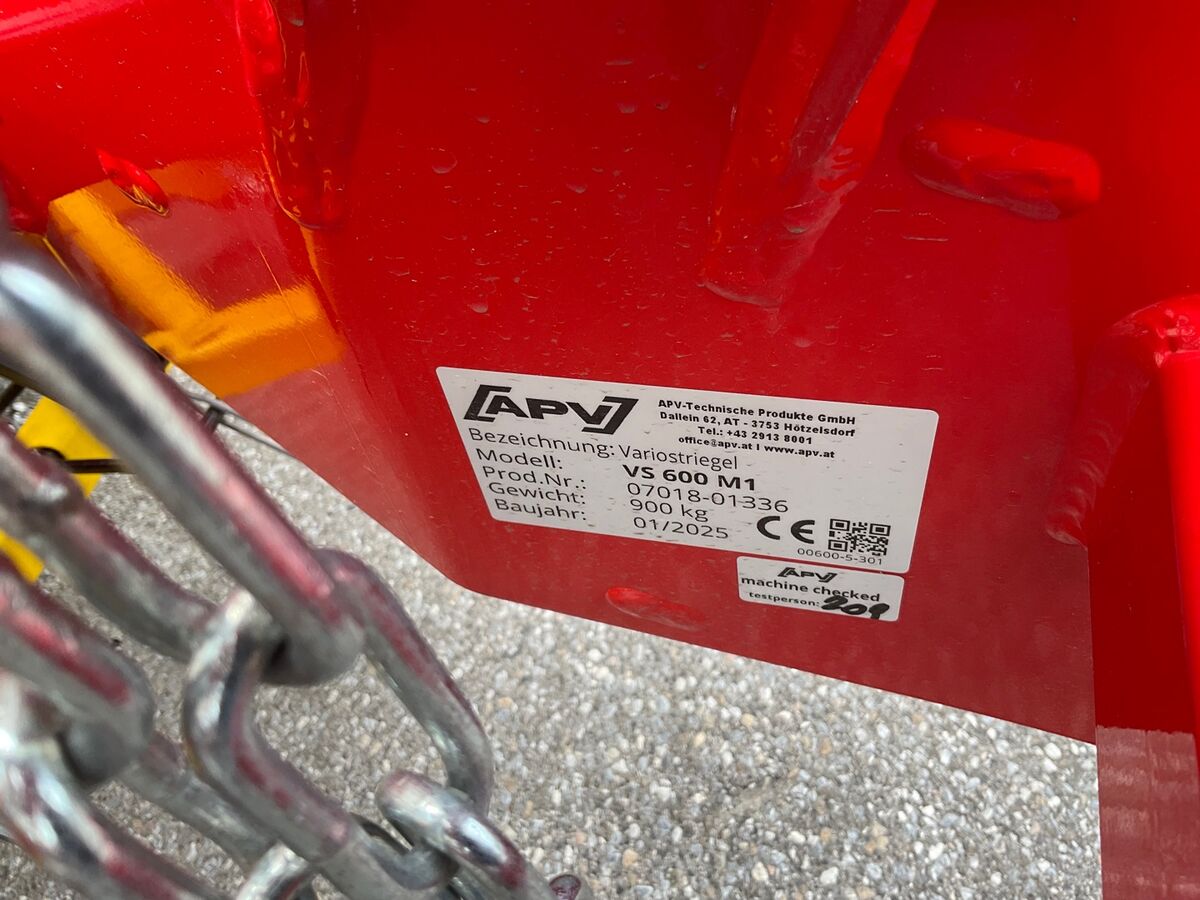 [APV]
APV-Technische Produkte GmbH
Dallein 62, AT - 3753 Hötzelsdorf
Tel.: +43 2913 8001
office@apv.at I www.apv.at
Bezeichnung: Variostriegel
Modell: VS 600 M1
Prod.Nr.: 07018-01336
Gewicht: 900 kg
Baujahr: 01/2025
CE
00600-5-301
[APV]
machine checked
testperson: 209